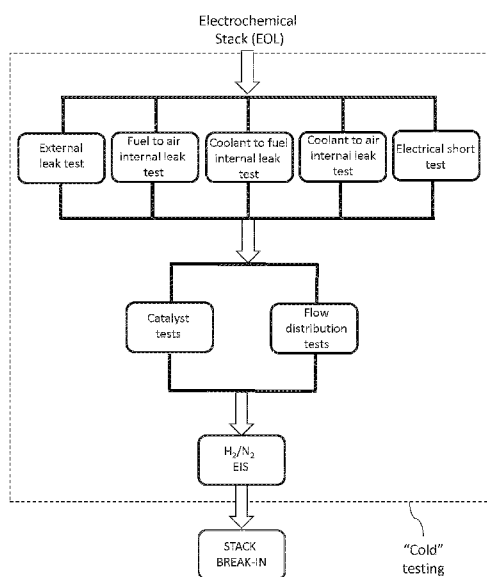 Electrochemical
Stack (EOL)
External
leak test
Fuel to air
internal leak
test
Coolant to fuel
internal leak
test
Coolant to air
internal leak
test
Electrical short
test
Catalyst
tests
Flow
distribution
tests
H₂/N₂
EIS
STACK
BREAK-IN
"Cold"
testing